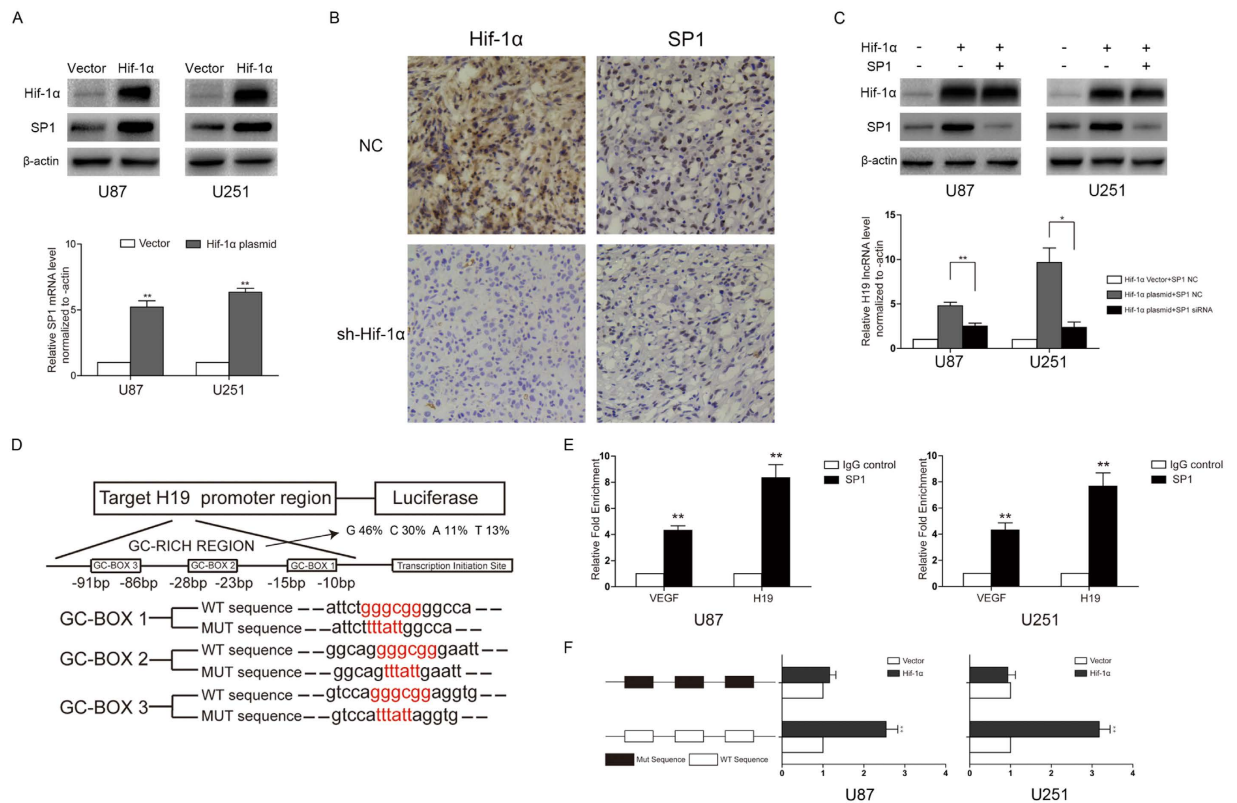 A
Vector Hif-1α Vector Hif-1α
Hif-1α
SP1
β-actin
U87 U251
Vector Hif-1α plasmid
Relative SP1 mRNA level
normalized to -actin
10
5
0
** **
U87 U251
B
Hif-1α SP1
NC
sh-Hif-1α
C
Hif-1α - + + - + +
SP1 - - + - - +
Hif-1α
SP1
β-actin
U87 U251
Relative H19 lncRNA level
normalized to -actin
15
10
5
0
** *
U87 U251
Hif-1α Vector+SP1 NC
Hif-1α plasmid+SP1 NC
Hif-1α plasmid+SP1 siRNA
D
Target H19 promoter region Luciferase
G 46% C 30% A 11% T 13%
GC-RICH REGION
GC-BOX 3 GC-BOX 2 GC-BOX 1 Transcription Initiation Site
-91bp -86bp -28bp -23bp -15bp -10bp
GC-BOX 1
WT sequence −−attctgggcggggcca−−
MUT sequence −−attcttttattggcca−−
GC-BOX 2
WT sequence −−ggcaggggcgggaatt−−
MUT sequence −−ggcagtttattgaatt−−
GC-BOX 3
WT sequence −−gtccagggcggaggtg−−
MUT sequence −−gtccatttattaggtg−−
E
Relative Fold Enrichment
10
8
6
4
2
0
** **
VEGF H19
U87
IgG control
SP1
Relative Fold Enrichment
10
8
6
4
2
0
** **
VEGF H19
U251
IgG control
SP1
F
Mut Sequence WT Sequence
Vector
Hif-1α
**
0 1 2 3 4
U87
Vector
Hif-1α
**
0 1 2 3 4
U251